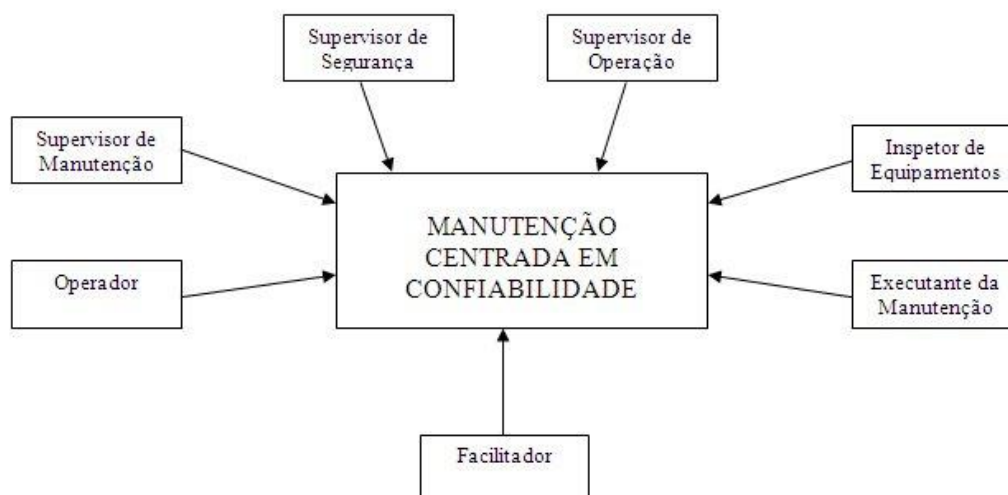 Supervisor de
Segurança
Supervisor de
Operação
Supervisor de
Manutenção
Inspetor de
Equipamentos
MANUTENÇÃO
CENTRADA EM
CONFIABILIDADE
Operador
Executante da
Manutenção
Facilitador